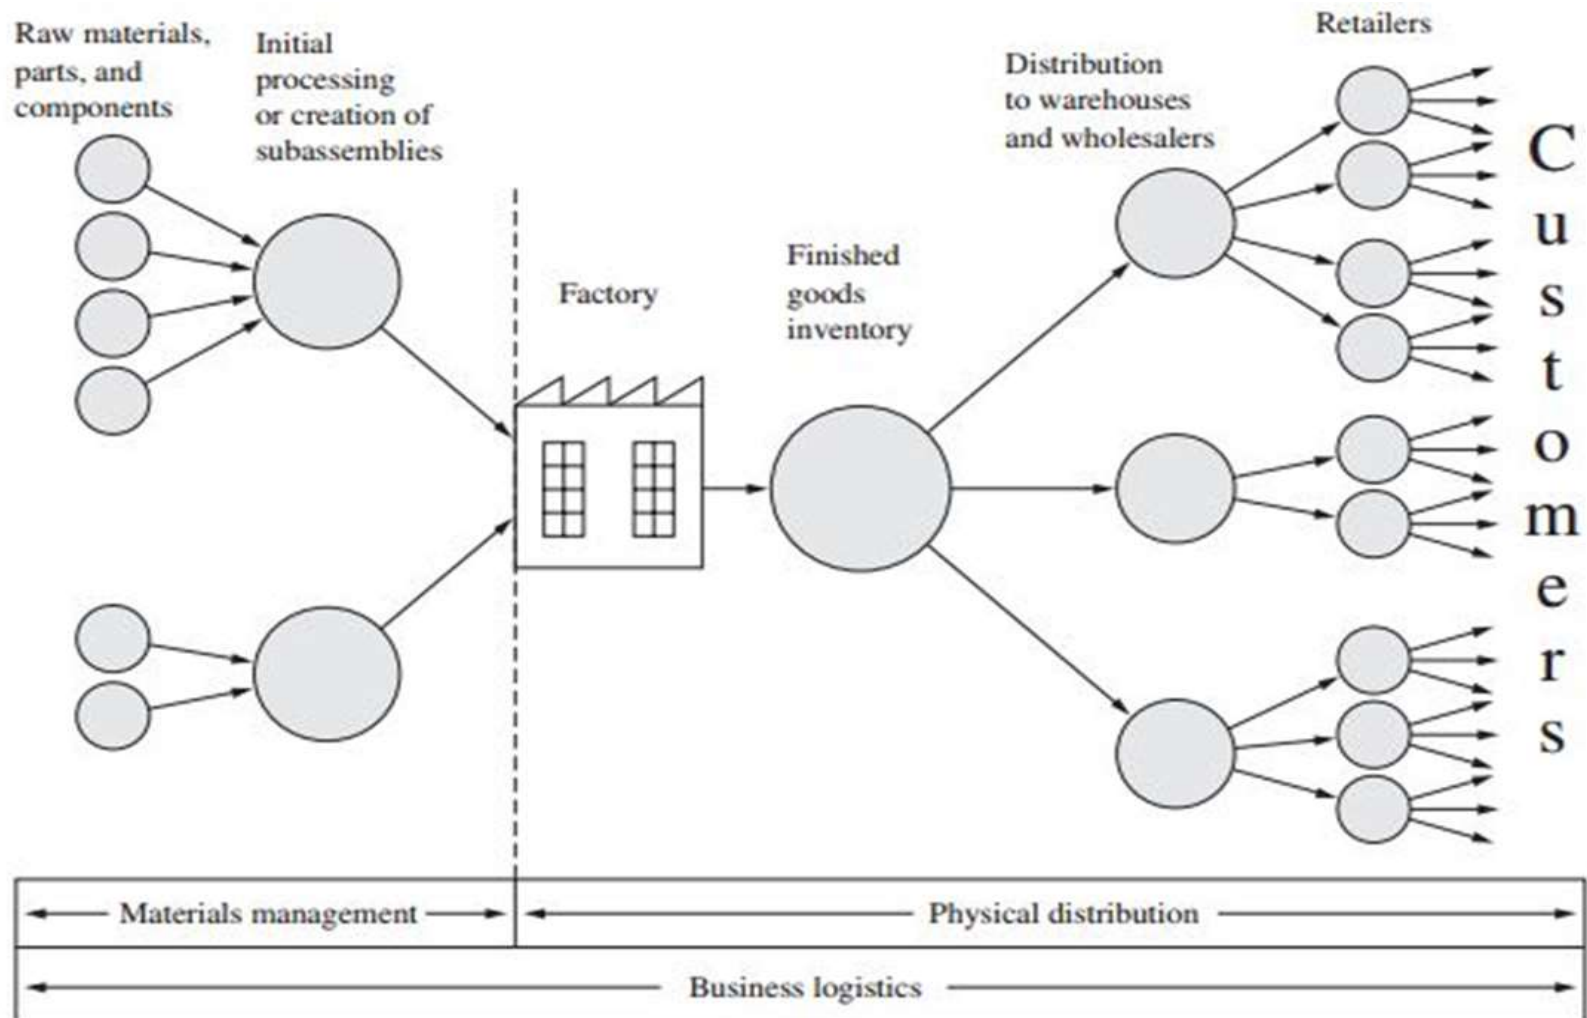 Raw materials,
parts, and
components
Initial
processing
or creation of
subassemblies
Factory
Finished
goods
inventory
Distribution
to warehouses
and wholesalers
Retailers
Customers
Materials management
Physical distribution
Business logistics